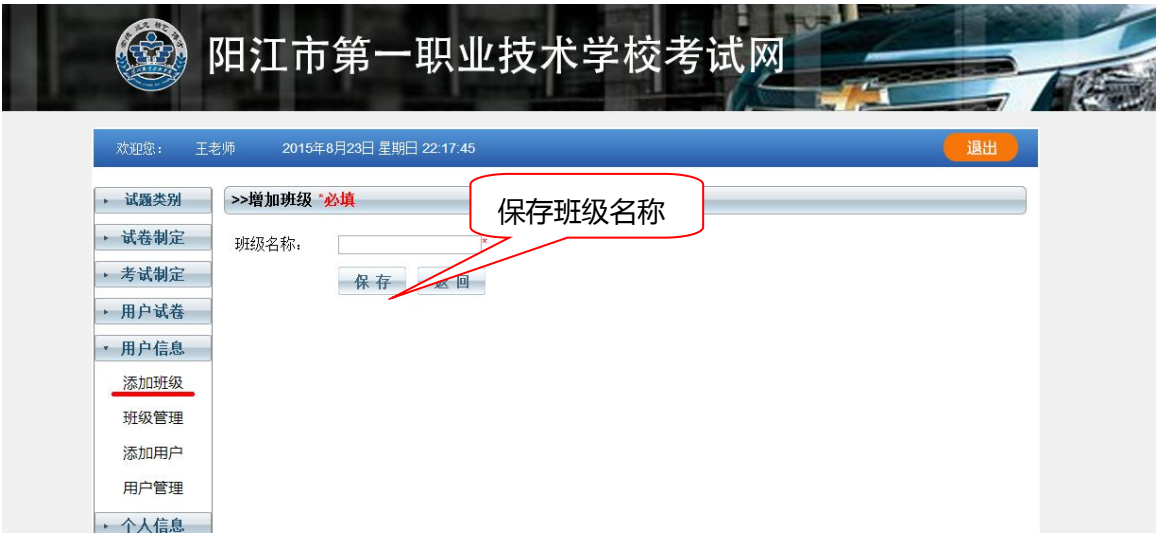 阳江市第一职业技术学校考试网
欢迎您： 王老师 2015年8月23日 星期日 22:17:45 退出
试题类别
>>增加班级 *必填
保存班级名称
试卷制定
班级名称： *
考试制定
保 存 返 回
用户试卷
用户信息
添加班级
班级管理
添加用户
用户管理
个人信息